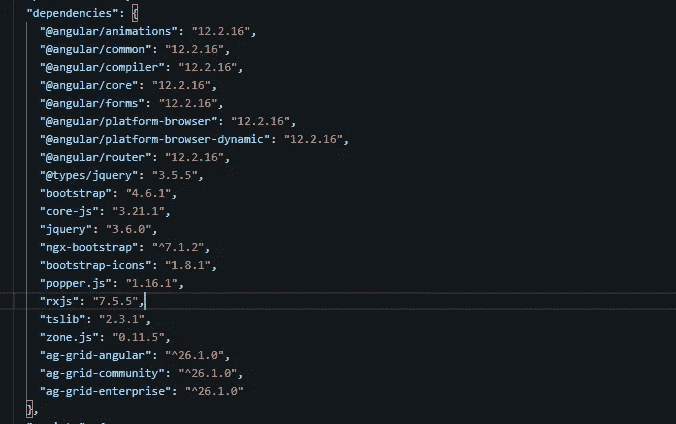 "dependencies": {
"@angular/animations": "12.2.16",
"@angular/common": "12.2.16",
"@angular/compiler": "12.2.16",
"@angular/core": "12.2.16",
"@angular/forms": "12.2.16",
"@angular/platform-browser": "12.2.16",
"@angular/platform-browser-dynamic": "12.2.16",
"@angular/router": "12.2.16",
"@types/jquery": "3.5.5",
"bootstrap": "4.6.1",
"core-js": "3.21.1",
"jquery": "3.6.0",
"ngx-bootstrap": "^7.1.2",
"bootstrap-icons": "1.8.1",
"popper.js": "1.16.1",
"rxjs": "7.5.5",
"tslib": "2.3.1",
"zone.js": "0.11.5",
"ag-grid-angular": "^26.1.0",
"ag-grid-community": "^26.1.0",
"ag-grid-enterprise": "^26.1.0"
},